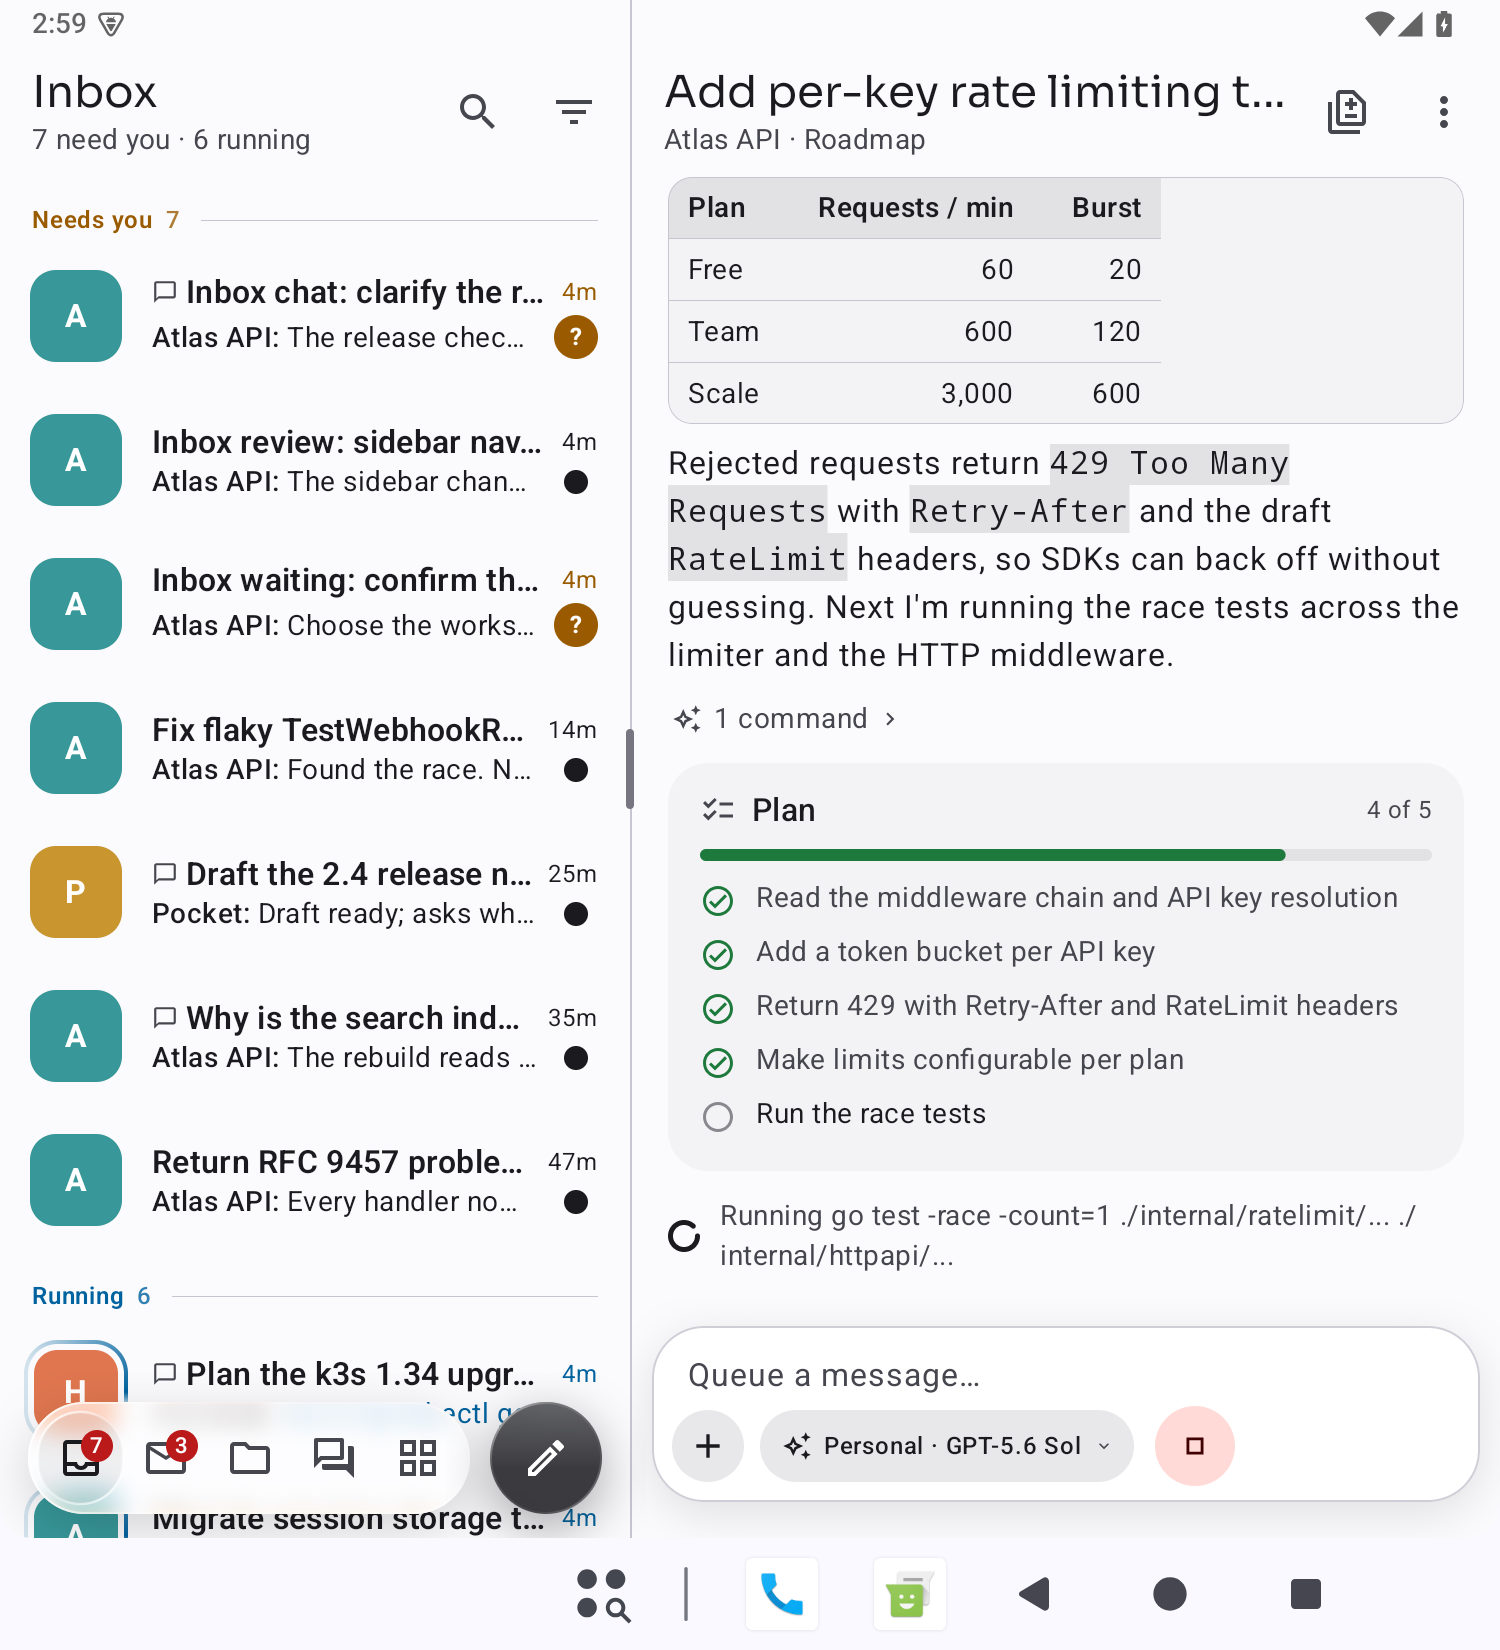 2:59
Inbox
7 need you · 6 running
Needs you 7
A
Inbox chat: clarify the r... 4m
Atlas API: The release chec... ?
A
Inbox review: sidebar nav... 4m
Atlas API: The sidebar chan...
A
Inbox waiting: confirm th... 4m
Atlas API: Choose the works... ?
A
Fix flaky TestWebhookR... 14m
Atlas API: Found the race. N...
P
Draft the 2.4 release n... 25m
Pocket: Draft ready; asks wh...
A
Why is the search ind... 35m
Atlas API: The rebuild reads ...
A
Return RFC 9457 proble... 47m
Atlas API: Every handler no...
Running 6
H
Plan the k3s 1.34 upgr... 4m
7
3
A
Migrate session storage t... 4m
Add per-key rate limiting t...
Atlas API · Roadmap
Plan Requests / min Burst
Free 60 20
Team 600 120
Scale 3,000 600
Rejected requests return 429 Too Many
Requests with Retry-After and the draft
RateLimit headers, so SDKs can back off without
guessing. Next I'm running the race tests across the
limiter and the HTTP middleware.
1 command
Plan 4 of 5
Read the middleware chain and API key resolution
Add a token bucket per API key
Return 429 with Retry-After and RateLimit headers
Make limits configurable per plan
Run the race tests
Running go test -race -count=1 ./internal/ratelimit/... ./
internal/httpapi/...
Queue a message...
Personal · GPT-5.6 Sol